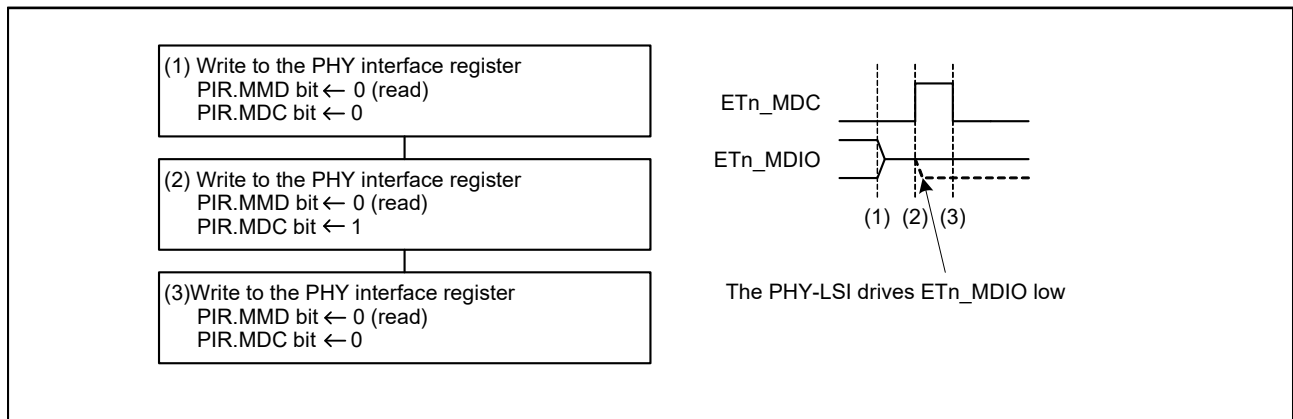 (1) Write to the PHY interface register
PIR.MMD bit ← 0 (read)
PIR.MDC bit ← 0
(2) Write to the PHY interface register
PIR.MMD bit ← 0 (read)
PIR.MDC bit ← 1
(3)Write to the PHY interface register
PIR.MMD bit ← 0 (read)
PIR.MDC bit ← 0
ETn_MDC
ETn_MDIO
(1) (2) (3)
The PHY-LSI drives ETn_MDIO low